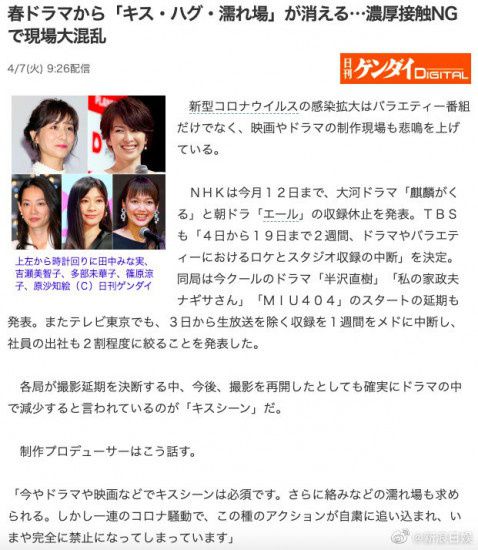 春ドラマから「キス・ハグ・濡れ場」が消える…濃厚接触NG
で現場大混乱
4/7(火) 9:26配信
日刊ゲンダイDIGITAL
新型コロナウイルスの感染拡大はバラエティー番組
だけでなく、映画やドラマの制作現場も悲鳴を上げ
ている。
ＮＨＫは今月１２日まで、大河ドラマ「麒麟がく
る」と朝ドラ「エール」の収録休止を発表。ＴＢＳ
も「４日から１９日まで２週間、ドラマやバラエテ
ィーにおけるロケとスタジオ収録の中断」を決定。
上左から時計回りに田中みな実、
吉瀬美智子、多部未華子、篠原涼
子、原沙知絵（Ｃ）日刊ゲンダイ
同局は今クールのドラマ「半沢直樹」「私の家政夫
ナギサさん」「ＭＩＵ４０４」のスタートの延期も
発表。またテレビ東京でも、３日から生放送を除く収録を１週間をメドに中断し、
社員の出社も２割程度に絞ることを発表した。
各局が撮影延期を決断する中、今後、撮影を再開したとしても確実にドラマの中
で減少すると言われているのが「キスシーン」だ。
制作プロデューサーはこう話す。
「今やドラマや映画などでキスシーンは必須です。さらに絡みなどの濡れ場も求め
られる。しかし一連のコロナ騒動で、この種のアクションが自粛に追い込まれ、い
まや完全に禁止になってしまっています」
@新浪日娱